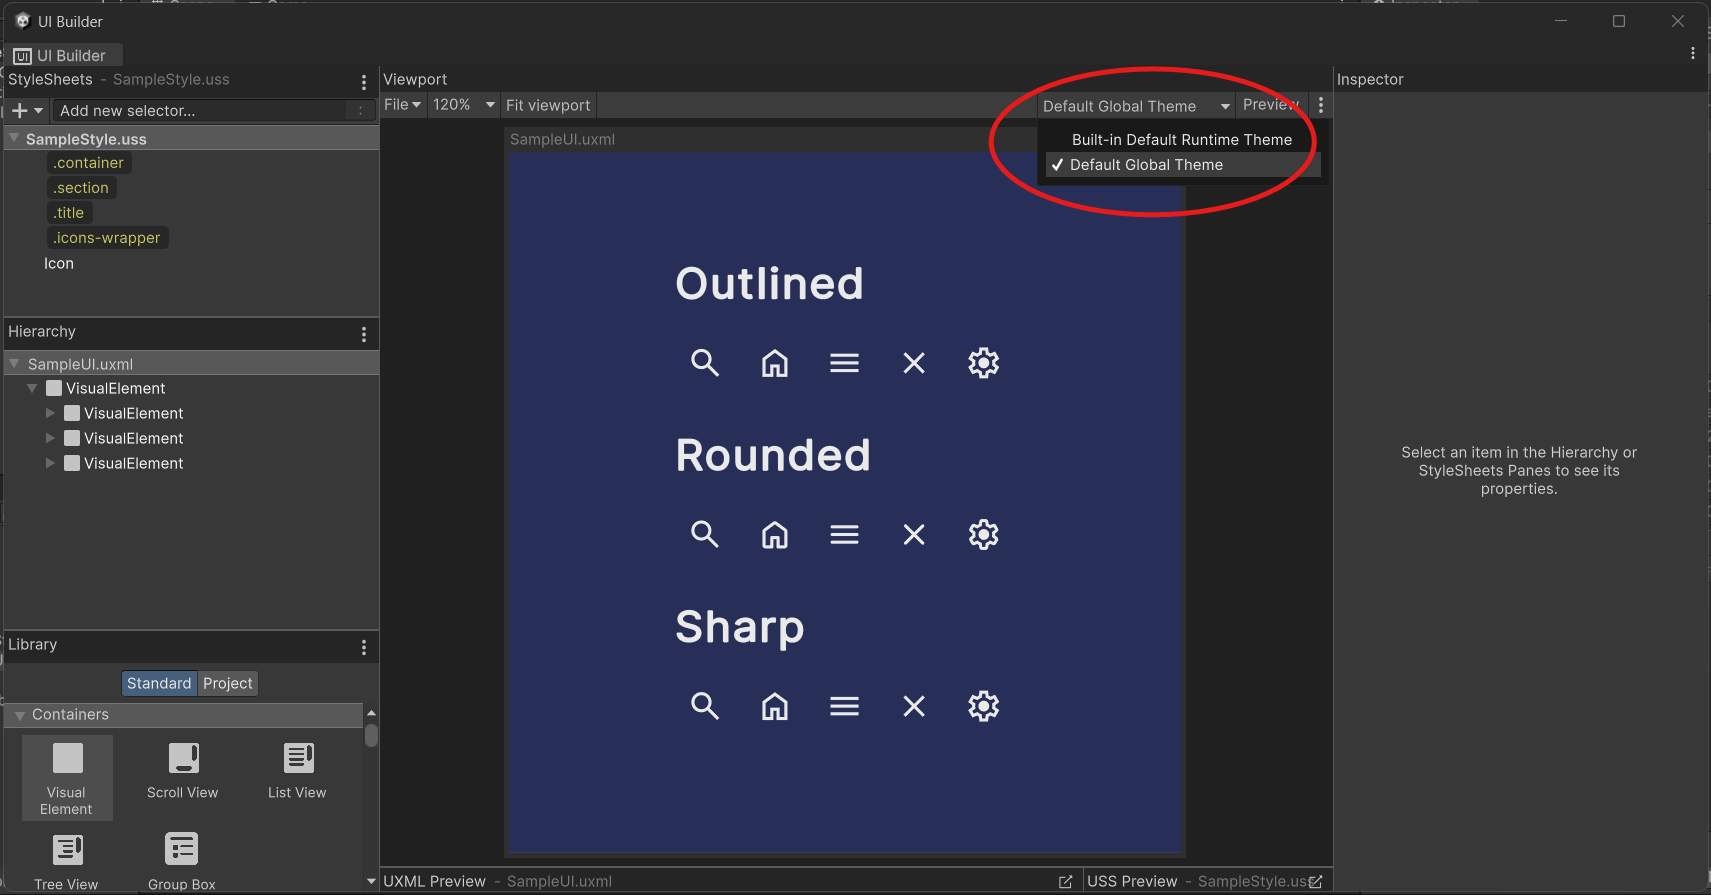 UI Builder
UI Builder
StyleSheets - SampleStyle.uss
Add new selector...
SampleStyle.uss
.container
.section
.title
.icons-wrapper
Icon
Hierarchy
SampleUI.uxml
VisualElement
VisualElement
VisualElement
VisualElement
Library
Standard Project
Containers
Visual Element
Scroll View
List View
Tree View
Group Box
Viewport
File 120% Fit viewport
Default Global Theme Preview
Built-in Default Runtime Theme
✓ Default Global Theme
SampleUI.uxml
Outlined
Rounded
Sharp
UXML Preview - SampleUI.uxml
USS Preview - SampleStyle.uss
Inspector
Select an item in the Hierarchy or
StyleSheets Panes to see its
properties.